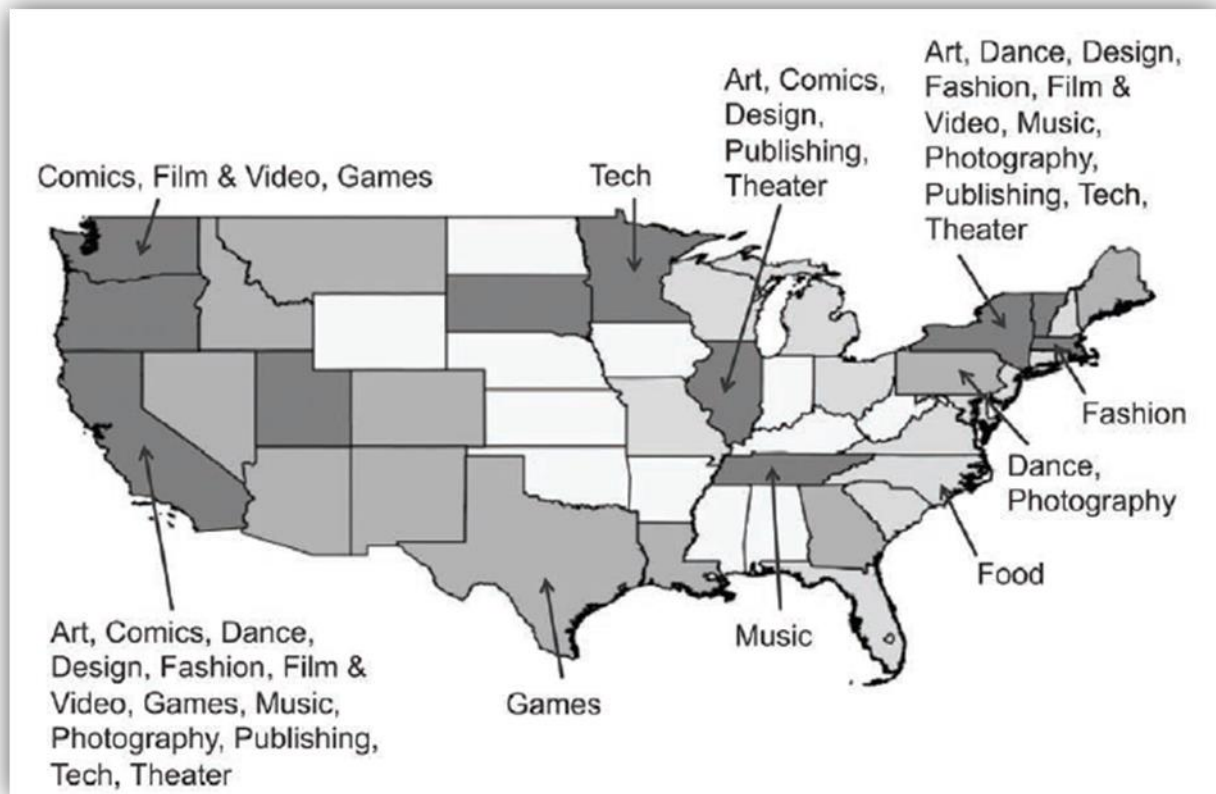 Art, Dance, Design,
Fashion, Film &
Video, Music,
Photography,
Publishing, Tech,
Theater
Art, Comics,
Design,
Publishing,
Theater
Comics, Film & Video, Games
Tech
Fashion
Dance,
Photography
Food
Music
Games
Art, Comics, Dance,
Design, Fashion, Film &
Video, Games, Music,
Photography, Publishing,
Tech, Theater